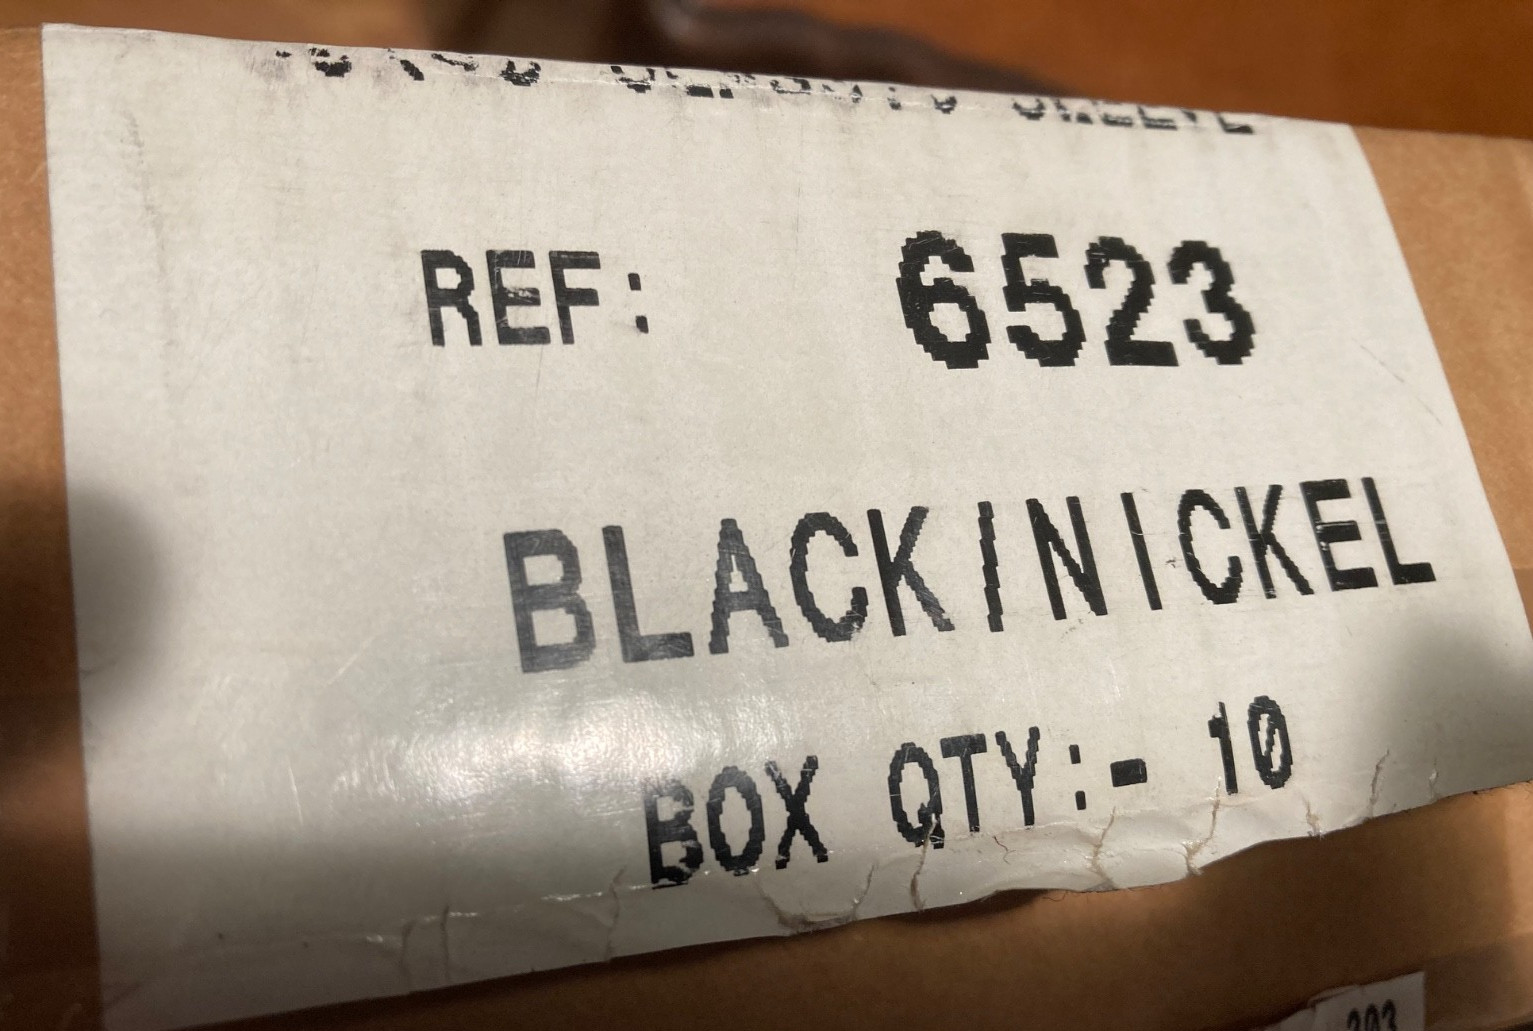 REF: 6523
BLACK/NICKEL
BOX QTY:- 10